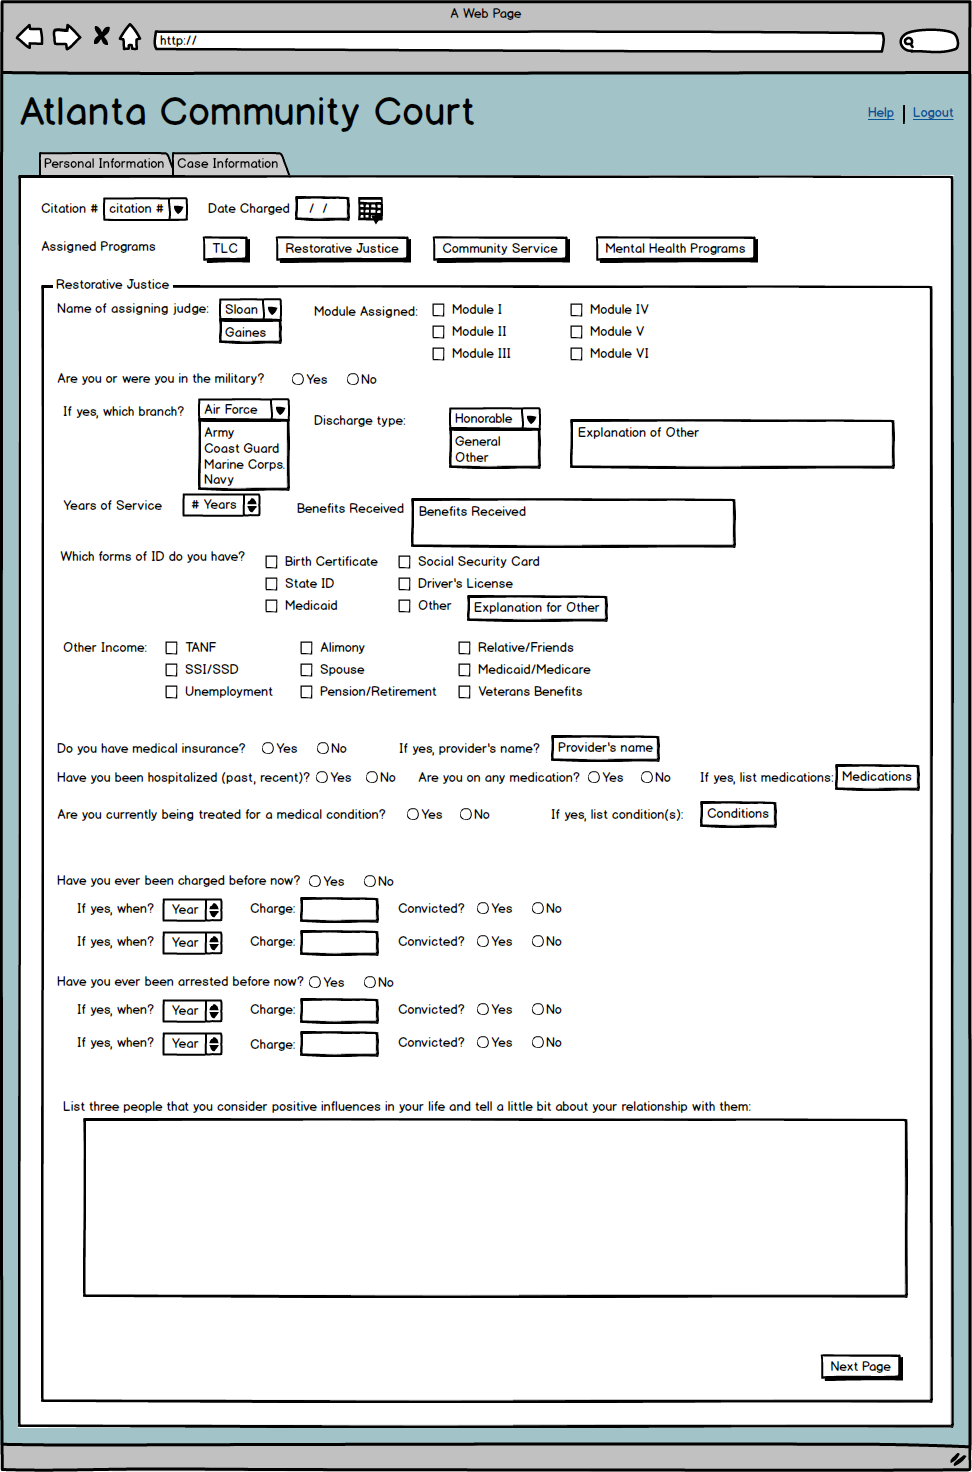 A Web Page
http://
Atlanta Community Court
Help | Logout
Personal Information Case Information
Citation # citation # Date Charged / /
Assigned Programs TLC Restorative Justice Community Service Mental Health Programs
Restorative Justice
Name of assigning judge: Sloan Module Assigned: Module I Module IV
Gaines Module II Module V
Module III Module VI
Are you or were you in the military? Yes No
If yes, which branch? Air Force Discharge type: Honorable Explanation of Other
Army General
Coast Guard Other
Marine Corps.
Navy
Years of Service # Years Benefits Received Benefits Received
Which forms of ID do you have? Birth Certificate Social Security Card
State ID Driver's License
Medicaid Other Explanation for Other
Other Income: TANF Alimony Relative/Friends
SSI/SSD Spouse Medicaid/Medicare
Unemployment Pension/Retirement Veterans Benefits
Do you have medical insurance? Yes No If yes, provider's name? Provider's name
Have you been hospitalized (past, recent)? Yes No Are you on any medication? Yes No If yes, list medications: Medications
Are you currently being treated for a medical condition? Yes No If yes, list condition(s): Conditions
Have you ever been charged before now? Yes No
If yes, when? Year Charge: Convicted? Yes No
If yes, when? Year Charge: Convicted? Yes No
Have you ever been arrested before now? Yes No
If yes, when? Year Charge: Convicted? Yes No
If yes, when? Year Charge: Convicted? Yes No
List three people that you consider positive influences in your life and tell a little bit about your relationship with them:
Next Page